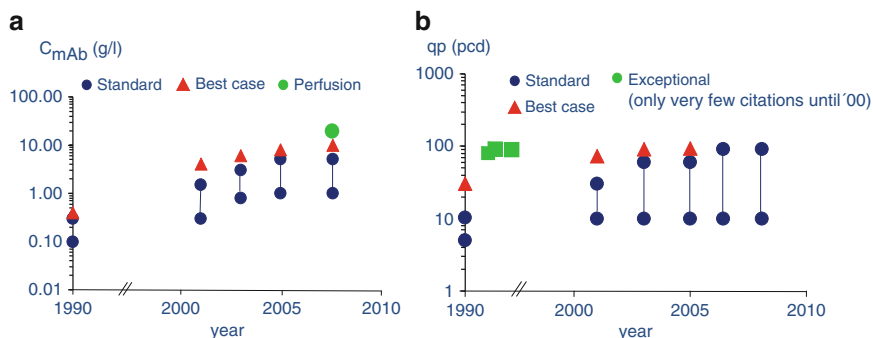 a
C_mAb (g/l)
Standard Best case Perfusion
100.00
10.00
1.00
0.10
0.01
1990 2000 2005 2010
year
b
qp (pcd)
Standard Exceptional
(only very few citations until´00)
Best case
1000
100
10
1
1990 2000 2005 2010
year